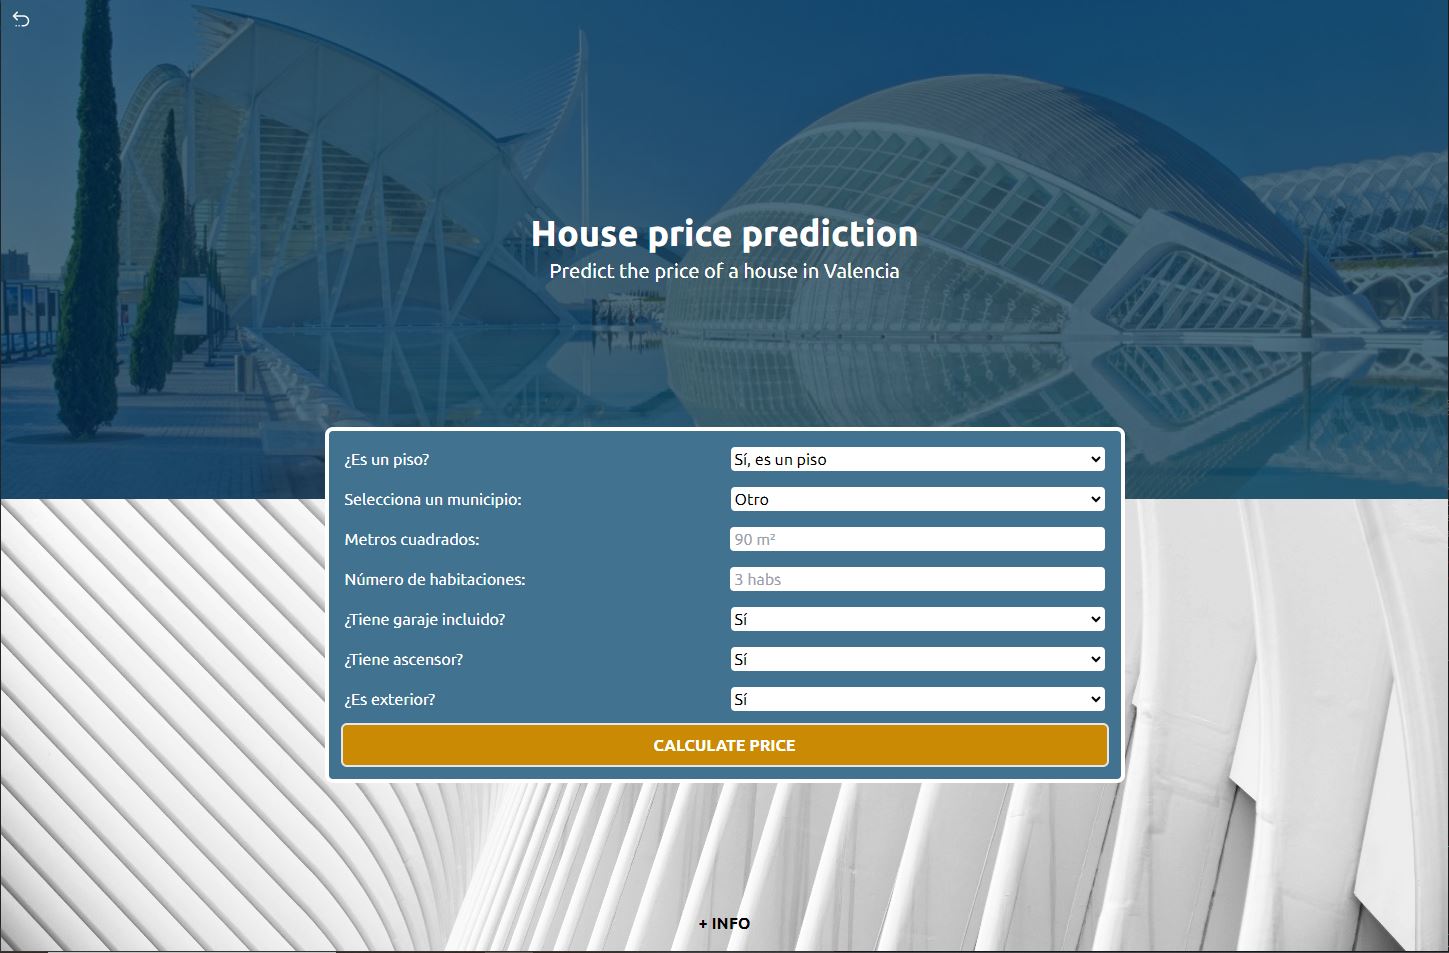 House price prediction
Predict the price of a house in Valencia
¿Es un piso? Sí, es un piso
Selecciona un municipio: Otro
Metros cuadrados: 90 m²
Número de habitaciones: 3 habs
¿Tiene garaje incluido? Sí
¿Tiene ascensor? Sí
¿Es exterior? Sí
CALCULATE PRICE
+ INFO